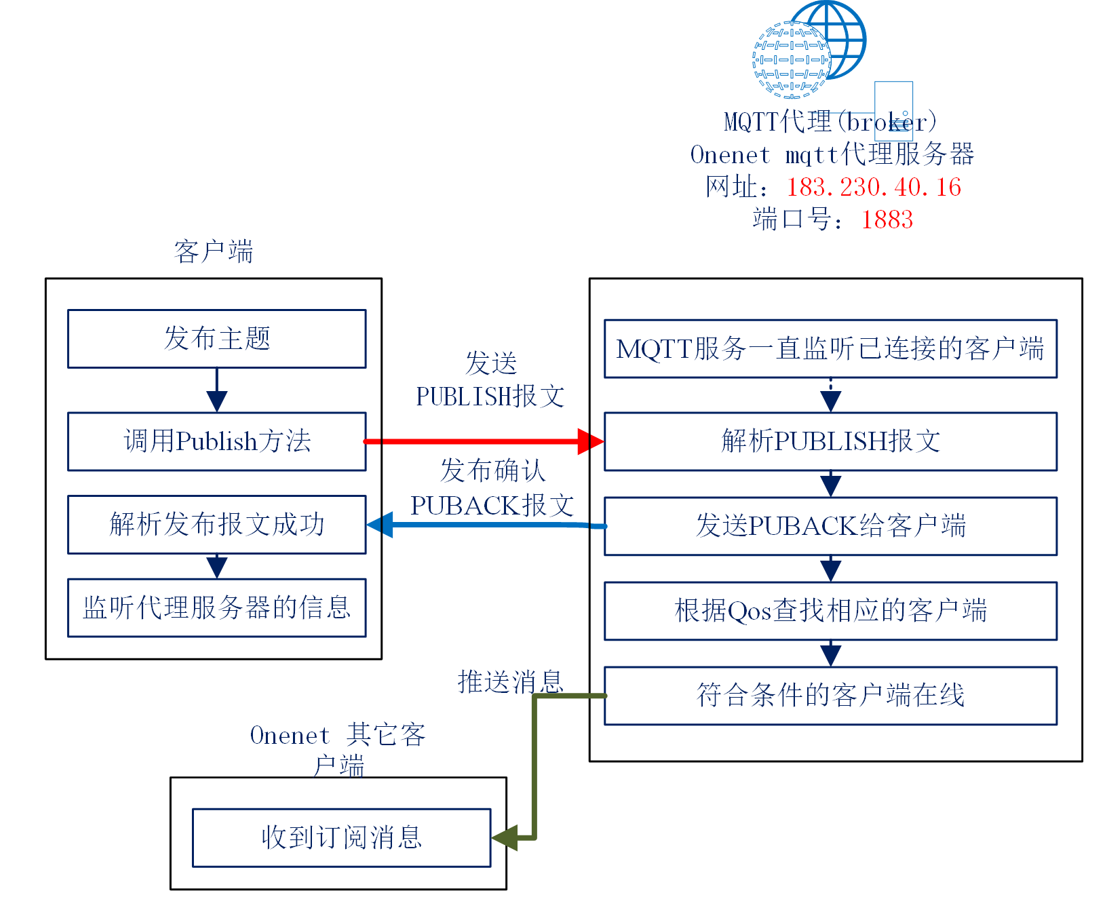 MQTT代理(broker)
Onenet mqtt代理服务器
网址：183.230.40.16
端口号：1883
客户端
发布主题
调用Publish方法
解析发布报文成功
监听代理服务器的信息
发送
PUBLISH报文
发布确认
PUBACK报文
MQTT服务一直监听已连接的客户端
解析PUBLISH报文
发送PUBACK给客户端
根据Qos查找相应的客户端
符合条件的客户端在线
推送消息
Onenet 其它客
户端
收到订阅消息